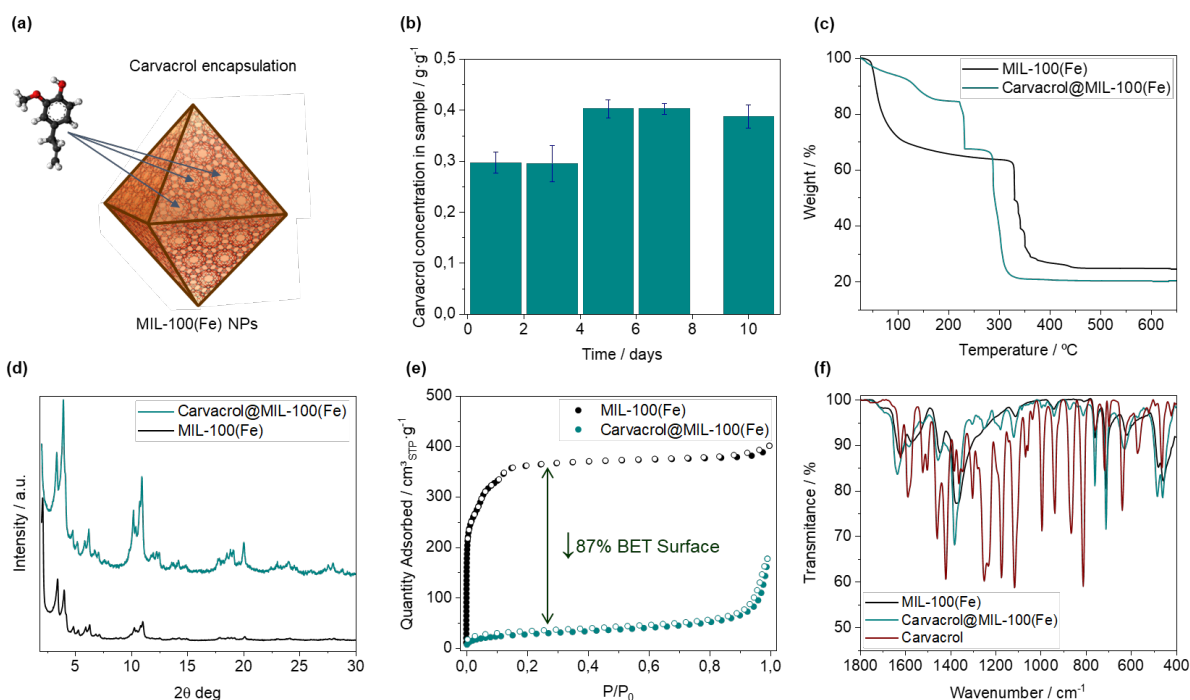 (a)
Carvacrol encapsulation
MIL-100(Fe) NPs
(b)
Carvacrol concentration in sample / g·g⁻¹
0,5
0,4
0,3
0,2
0,1
0,0
0 2 4 6 8 10
Time / days
(c)
MIL-100(Fe)
Carvacrol@MIL-100(Fe)
Weight / %
100
80
60
40
20
100 200 300 400 500 600
Temperature / ºC
(d)
Carvacrol@MIL-100(Fe)
MIL-100(Fe)
Intensity / a.u.
5 10 15 20 25 30
2θ deg
(e)
MIL-100(Fe)
Carvacrol@MIL-100(Fe)
Quantity Adsorbed / cm³ STP·g⁻¹
500
400
300
200
100
0
↓87% BET Surface
0,0 0,2 0,4 0,6 0,8 1,0
P/P₀
(f)
Transmitance / %
100
90
80
70
60
50
MIL-100(Fe)
Carvacrol@MIL-100(Fe)
Carvacrol
1800 1600 1400 1200 1000 800 600 400
Wavenumber / cm⁻¹